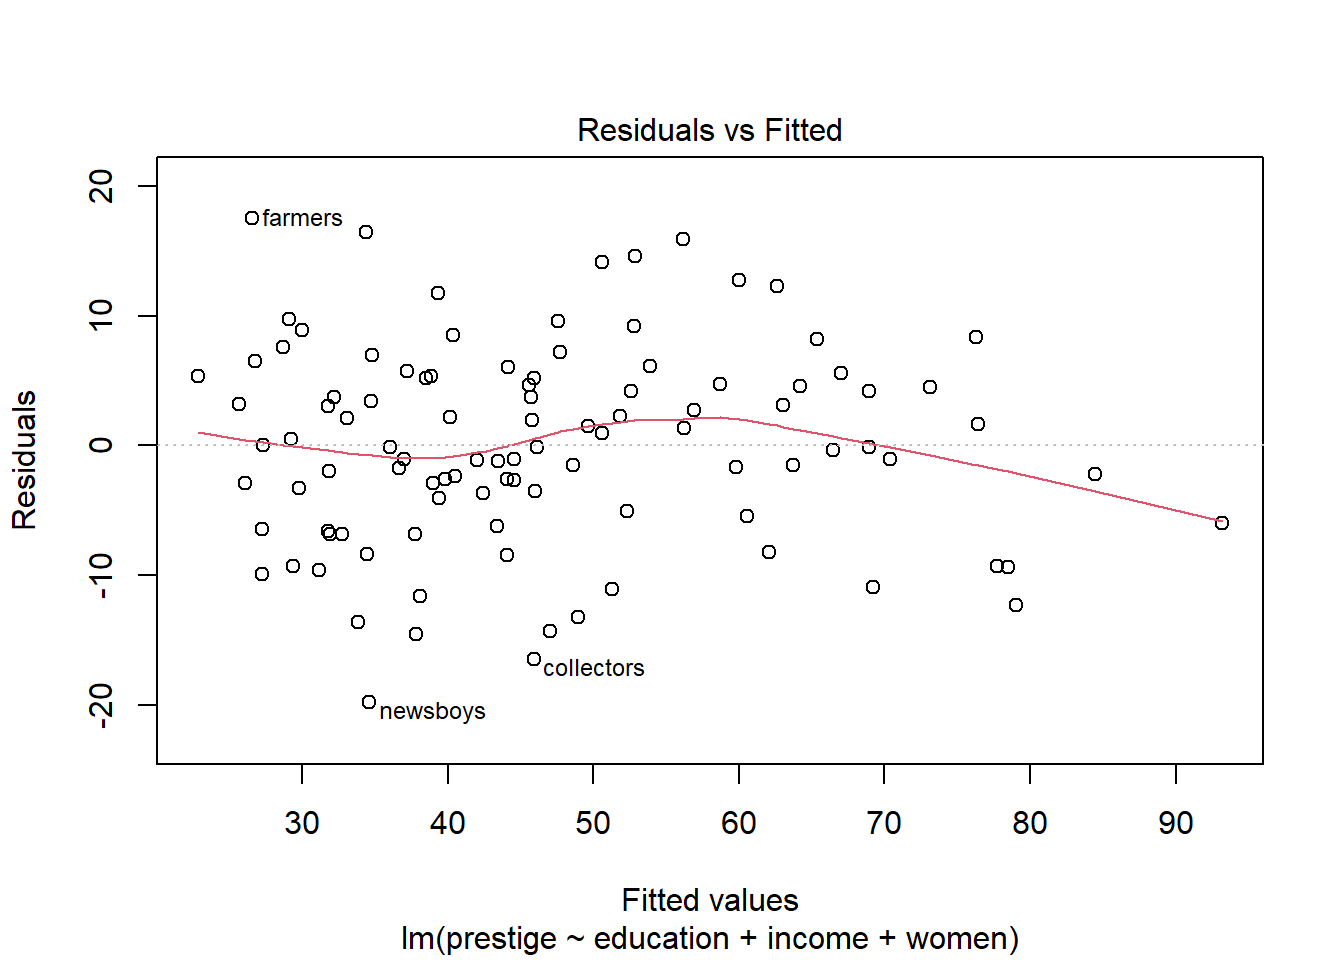 Residuals vs Fitted
20
10
0
-10
-20
Residuals
farmers
collectors
newsboys
30 40 50 60 70 80 90
Fitted values
lm(prestige ~ education + income + women)